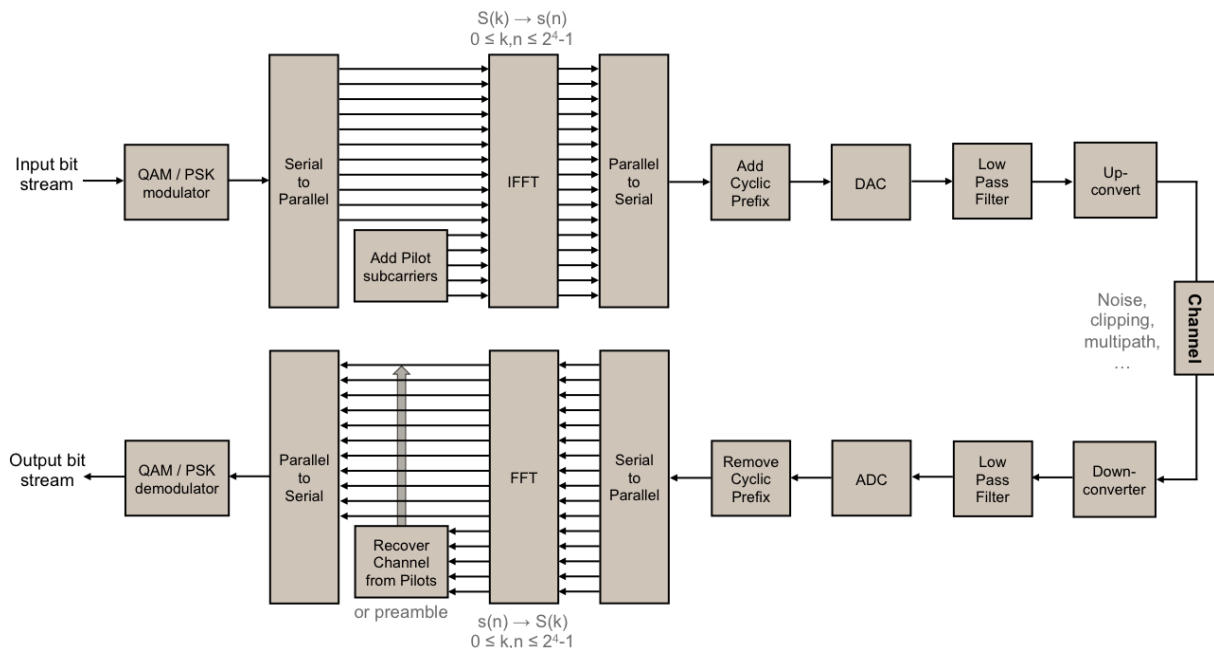 S(k) → s(n)
0 ≤ k,n ≤ 2⁴-1
Input bit
stream
QAM / PSK
modulator
Serial
to
Parallel
Add Pilot
subcarriers
IFFT
Parallel
to
Serial
Add
Cyclic
Prefix
DAC
Low
Pass
Filter
Up-
convert
Noise,
clipping,
multipath,
…
Channel
Output bit
stream
QAM / PSK
demodulator
Parallel
to
Serial
Recover
Channel
from Pilots
or preamble
FFT
s(n) → S(k)
0 ≤ k,n ≤ 2⁴-1
Serial
to
Parallel
Remove
Cyclic
Prefix
ADC
Low
Pass
Filter
Down-
converter